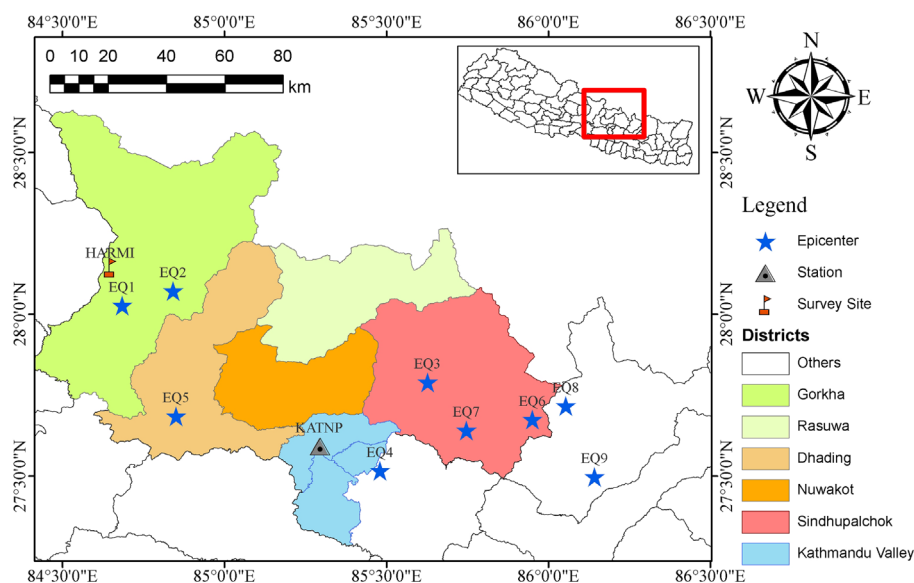 84°30'0"E 85°0'0"E 85°30'0"E 86°0'0"E 86°30'0"E
0 10 20 40 60 80
km
N
W E
S
28°30'0"N
28°0'0"N
27°30'0"N
28°30'0"N
28°0'0"N
27°30'0"N
HARMI
EQ1
EQ2
EQ3
EQ5
EQ7
EQ6
EQ8
KATNP
EQ4
EQ9
Legend
Epicenter
Station
Survey Site
Districts
Others
Gorkha
Rasuwa
Dhading
Nuwakot
Sindhupalchok
Kathmandu Valley
84°30'0"E 85°0'0"E 85°30'0"E 86°0'0"E 86°30'0"E